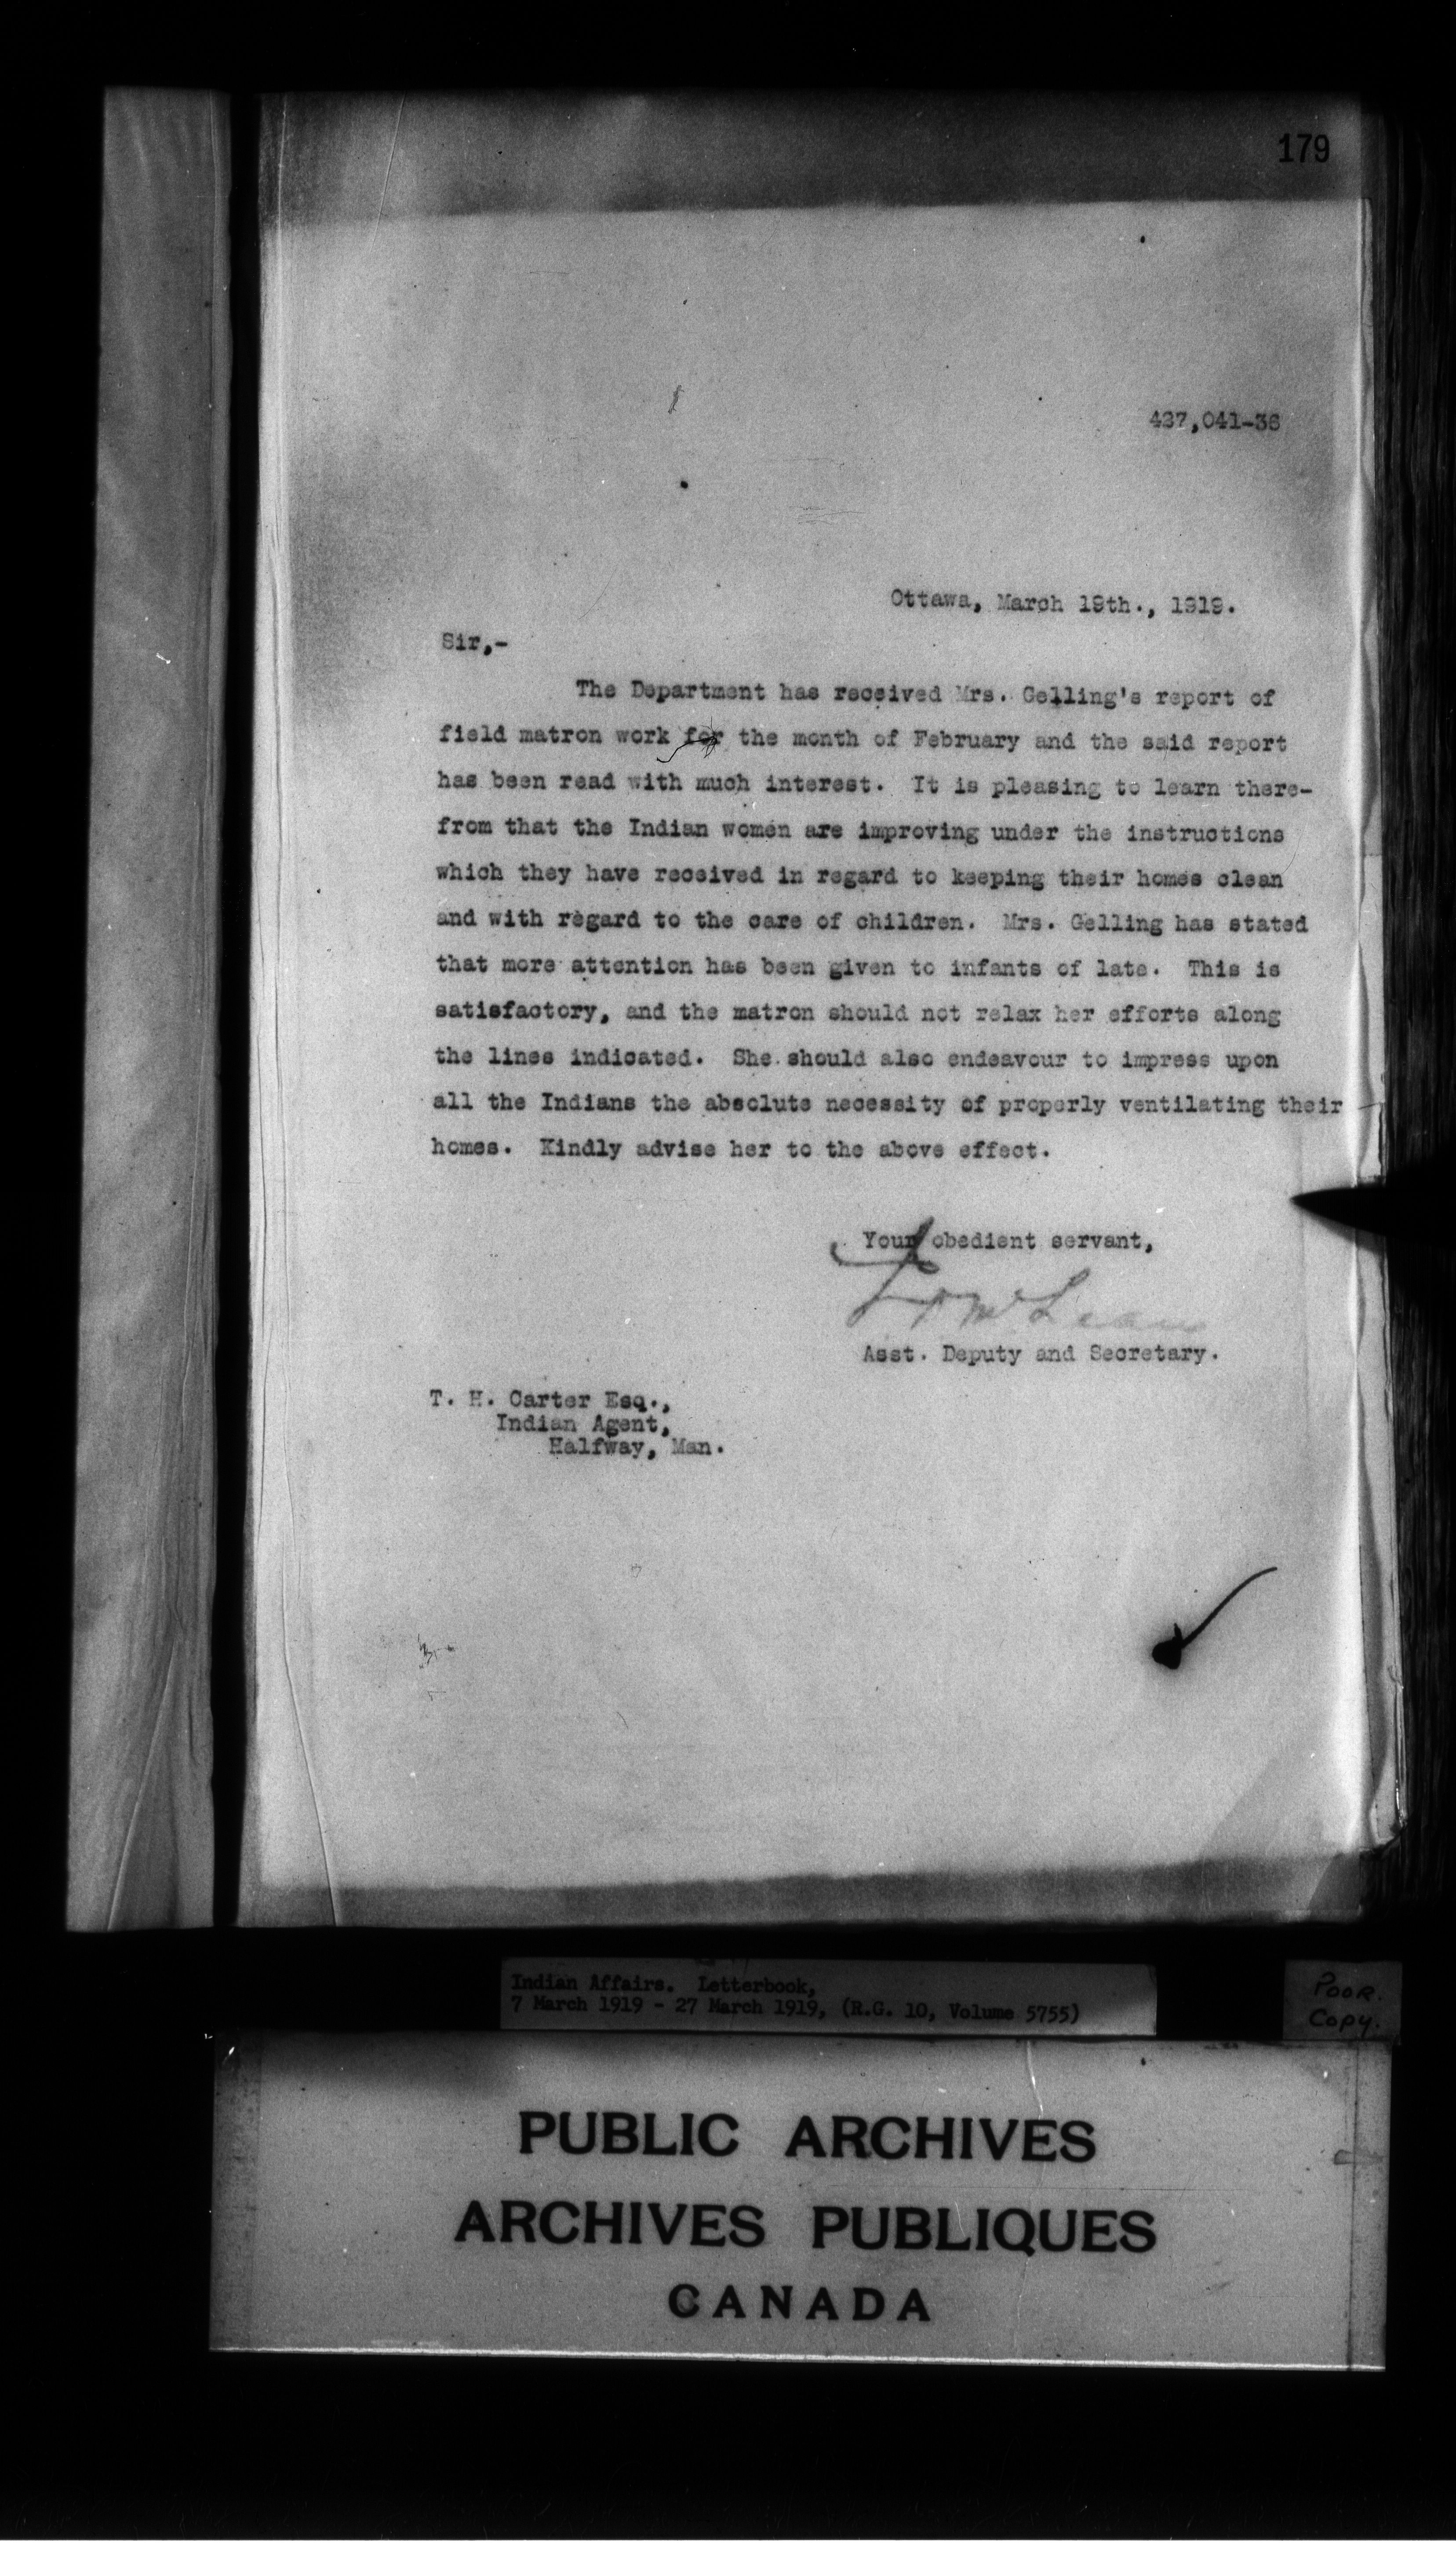 179
427,041-36
Ottawa, March 19th., 1919.
Sir,-
The Department has received Mrs. Gelling's report of
field matron work for the month of February and the said report
has been read with much interest. It is pleasing to learn there-
from that the Indian women are improving under the instructions
which they have received in regard to keeping their homes clean
and with regard to the care of children. Mrs. Gelling has stated
that more attention has been given to infants of late. This is
satisfactory, and the matron should not relax her efforts along
the lines indicated. She should also endeavour to impress upon
all the Indians the absolute necessity of properly ventilating their
homes. Kindly advise her to the above effect.
Your obedient servant,
McLean
Asst. Deputy and Secretary.
T. H. Carter Esq.,
Indian Agent,
Halfway, Man.
Indian Affairs. Letterbook,
7 March 1919 - 27 March 1919, (R.G. 10, Volume 5755)
Poor.
Copy.
PUBLIC ARCHIVES
ARCHIVES PUBLIQUES
CANADA